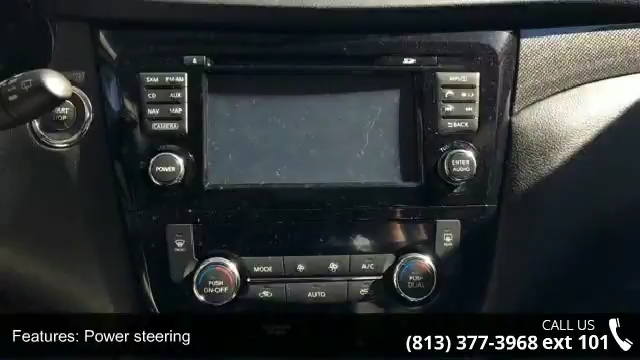 SXM FM-AM
CD AUX
NAV MAP
CAMERA
BACK
POWER
ENTER
AUDIO
START
STOP
MODE A/C
PUSH
ON-OFF
AUTO
PUSH
DUAL
CALL US
Features: Power steering
(813) 377-3968 ext 101